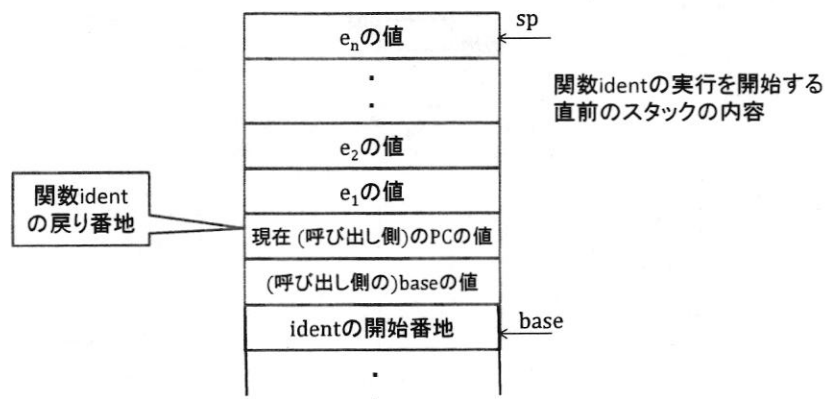 eₙの値
sp
・
・
関数identの実行を開始する
直前のスタックの内容
e₂の値
e₁の値
関数ident
の戻り番地
現在 (呼び出し側)のPCの値
(呼び出し側の)baseの値
identの開始番地
base
・